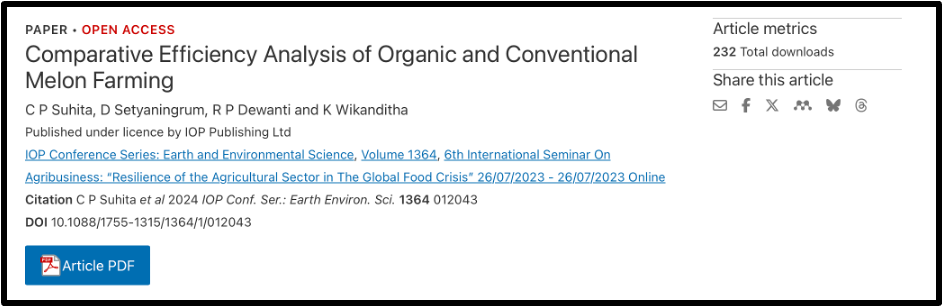 PAPER • OPEN ACCESS
Comparative Efficiency Analysis of Organic and Conventional
Melon Farming
C P Suhita, D Setyaningrum, R P Dewanti and K Wikanditha
Published under licence by IOP Publishing Ltd
IOP Conference Series: Earth and Environmental Science, Volume 1364, 6th International Seminar On
Agribusiness: “Resilience of the Agricultural Sector in The Global Food Crisis” 26/07/2023 - 26/07/2023 Online
Citation C P Suhita et al 2024 IOP Conf. Ser.: Earth Environ. Sci. 1364 012043
DOI 10.1088/1755-1315/1364/1/012043
Article PDF
Article metrics
232 Total downloads
Share this article